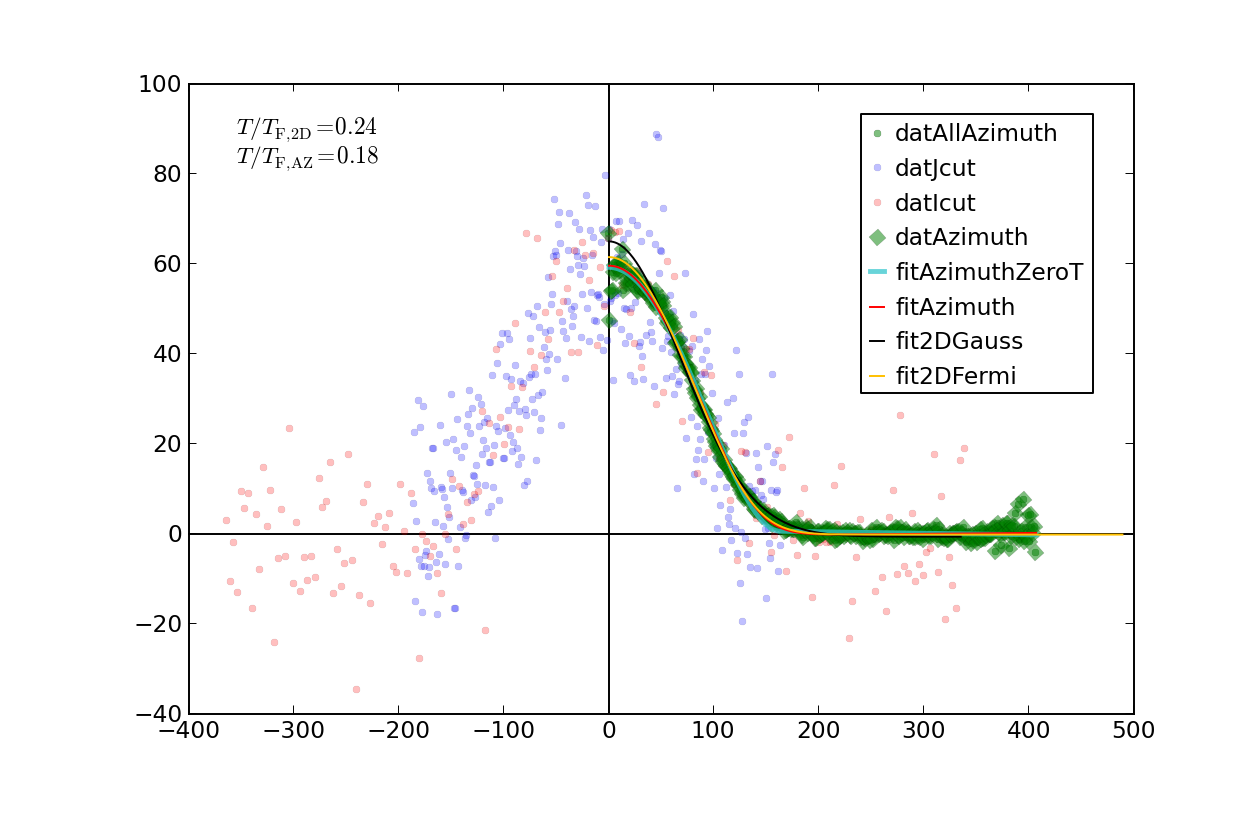 100
80
60
40
20
0
−20
−40
−400 −300 −200 −100 0 100 200 300 400 500
T/T_F,2D = 0.24
T/T_F,AZ = 0.18
datAllAzimuth
datJcut
datIcut
datAzimuth
fitAzimuthZeroT
fitAzimuth
fit2DGauss
fit2DFermi